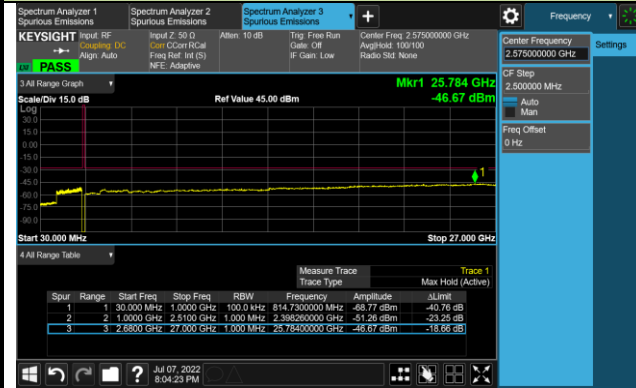 Spectrum Analyzer 1
Spurious Emissions
Spectrum Analyzer 2
Spurious Emissions
Spectrum Analyzer 3
Spurious Emissions
Frequency
KEYSIGHT
Input: RF
Coupling: DC
Align: Auto
PASS
Input Z: 50 Ω
Corr CCorr RCal
Freq Ref: Int (S)
NFE: Adaptive
Atten: 10 dB
Trig: Free Run
Gate: Off
IF Gain: Low
Center Freq: 2.575000000 GHz
Avg|Hold: 100/100
Radio Std: None
Center Frequency
2.575000000 GHz
Settings
CF Step
2.500000 MHz
Auto
Man
Freq Offset
0 Hz
3 All Range Graph
Mkr1 25.784 GHz
Scale/Div 15.0 dB
Ref Value 45.00 dBm
-46.67 dBm
Log
30.0
15.0
0.00
-15.0
-30.0
-45.0
-60.0
-75.0
-90.0
1
Start 30.000 MHz
Stop 27.000 GHz
4 All Range Table
Measure Trace Trace 1
Trace Type Max Hold (Active)
Spur Range Start Freq Stop Freq RBW Frequency Amplitude ΔLimit
1 1 30.000 MHz 1.0000 GHz 100.0 kHz 814.7300000 MHz -68.77 dBm -40.76 dB
2 2 1.0000 GHz 2.5100 GHz 1.000 MHz 2.398260000 GHz -51.26 dBm -23.25 dB
3 3 2.6800 GHz 27.000 GHz 1.000 MHz 25.78400000 GHz -46.67 dBm -18.66 dB
Jul 07, 2022
8:04:23 PM